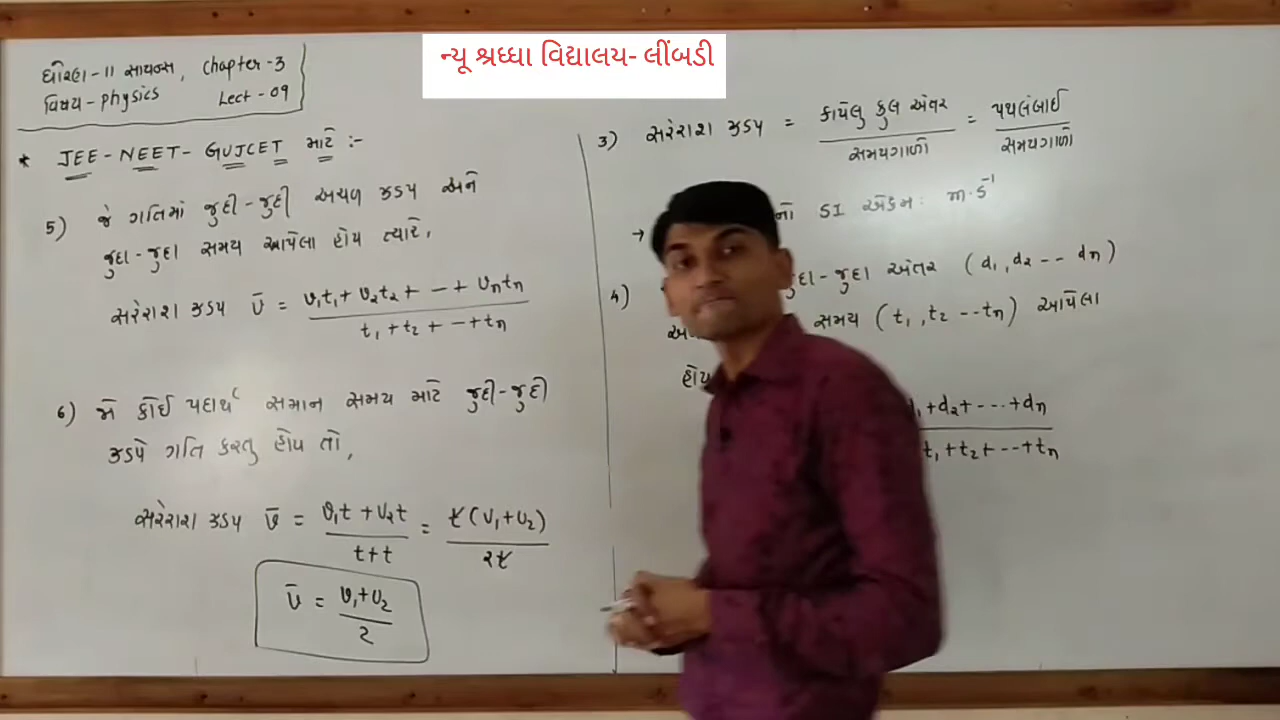 ન્યૂ શ્રધ્ધા વિદ્યાલય- લીંબડી
ધોરણ - 11 સાયન્સ, Chapter - 3
વિષય - physics Lect - 09
* JEE - NEET - GUJCET માટે :-
5) જે ગતિમાં જુદી - જુદી અચળ ઝડપ અને
જુદા - જુદા સમય આપેલા હોય ત્યારે,
સરેરાશ ઝડપ v̄ = (v₁t₁ + v₂t₂ + --- + vₙtₙ) / (t₁ + t₂ + --- + tₙ)
6) જો કોઈ પદાર્થ સમાન સમય માટે જુદી - જુદી
ઝડપે ગતિ કરતુ હોય તો,
સરેરાશ ઝડપ v̄ = (v₁t + v₂t) / (t + t) = t(v₁ + v₂) / 2t
v̄ = (v₁ + v₂) / 2
3) સરેરાશ ઝડપ = કાપેલુ કુલ અંતર / સમયગાળો = પથલંબાઈ / સમયગાળો
→ નો SI એકમ : m·s⁻¹
4) જુદા - જુદા અંતર (d₁, d₂ --- dₙ)
સમય (t₁, t₂ --- tₙ) આપેલા
હોય
+ d₂ + --- + dₙ / t₁ + t₂ + --- + tₙ